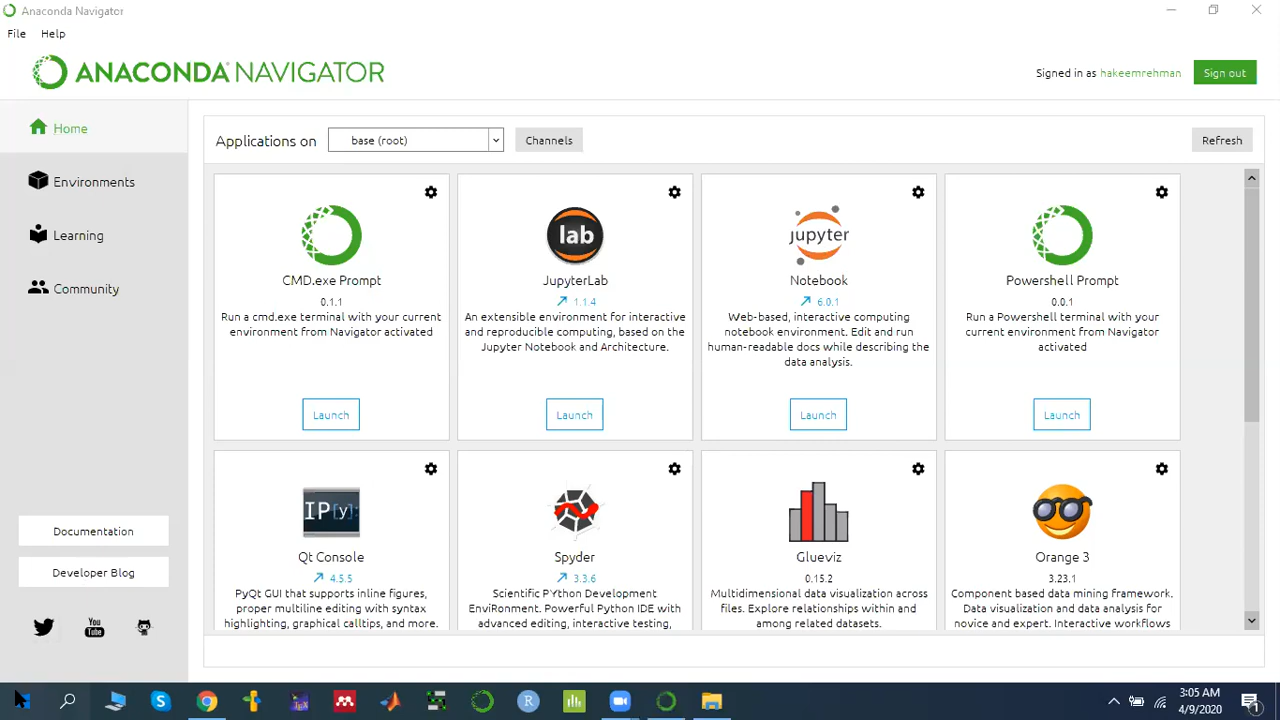 Anaconda Navigator
File Help
ANACONDA NAVIGATOR
Signed in as hakeemrehman Sign out
Home
Environments
Learning
Community
Documentation
Developer Blog
You
Tube
Applications on base (root) Channels Refresh
CMD.exe Prompt
0.1.1
Run a cmd.exe terminal with your current
environment from Navigator activated
Launch
lab
JupyterLab
1.1.4
An extensible environment for interactive
and reproducible computing, based on the
Jupyter Notebook and Architecture.
Launch
jupyter
Notebook
6.0.1
Web-based, interactive computing
notebook environment. Edit and run
human-readable docs while describing the
data analysis.
Launch
Powershell Prompt
0.0.1
Run a Powershell terminal with your
current environment from Navigator
activated
Launch
IP[y]:
Qt Console
4.5.5
PyQt GUI that supports inline figures,
proper multiline editing with syntax
highlighting, graphical calltips, and more.
Spyder
3.3.6
Scientific PYthon Development
EnviRonment. Powerful Python IDE with
advanced editing, interactive testing,
Glueviz
0.15.2
Multidimensional data visualization across
files. Explore relationships within and
among related datasets.
Orange 3
3.23.1
Component based data mining framework.
Data visualization and data analysis for
novice and expert. Interactive workflows
3:05 AM
4/9/2020